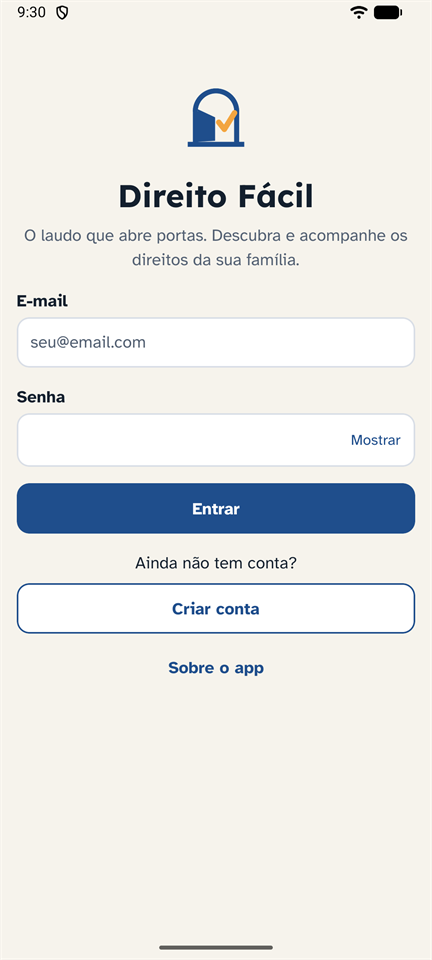 9:30
Direito Fácil
O laudo que abre portas. Descubra e acompanhe os
direitos da sua família.
E-mail
seu@email.com
Senha
Mostrar
Entrar
Ainda não tem conta?
Criar conta
Sobre o app